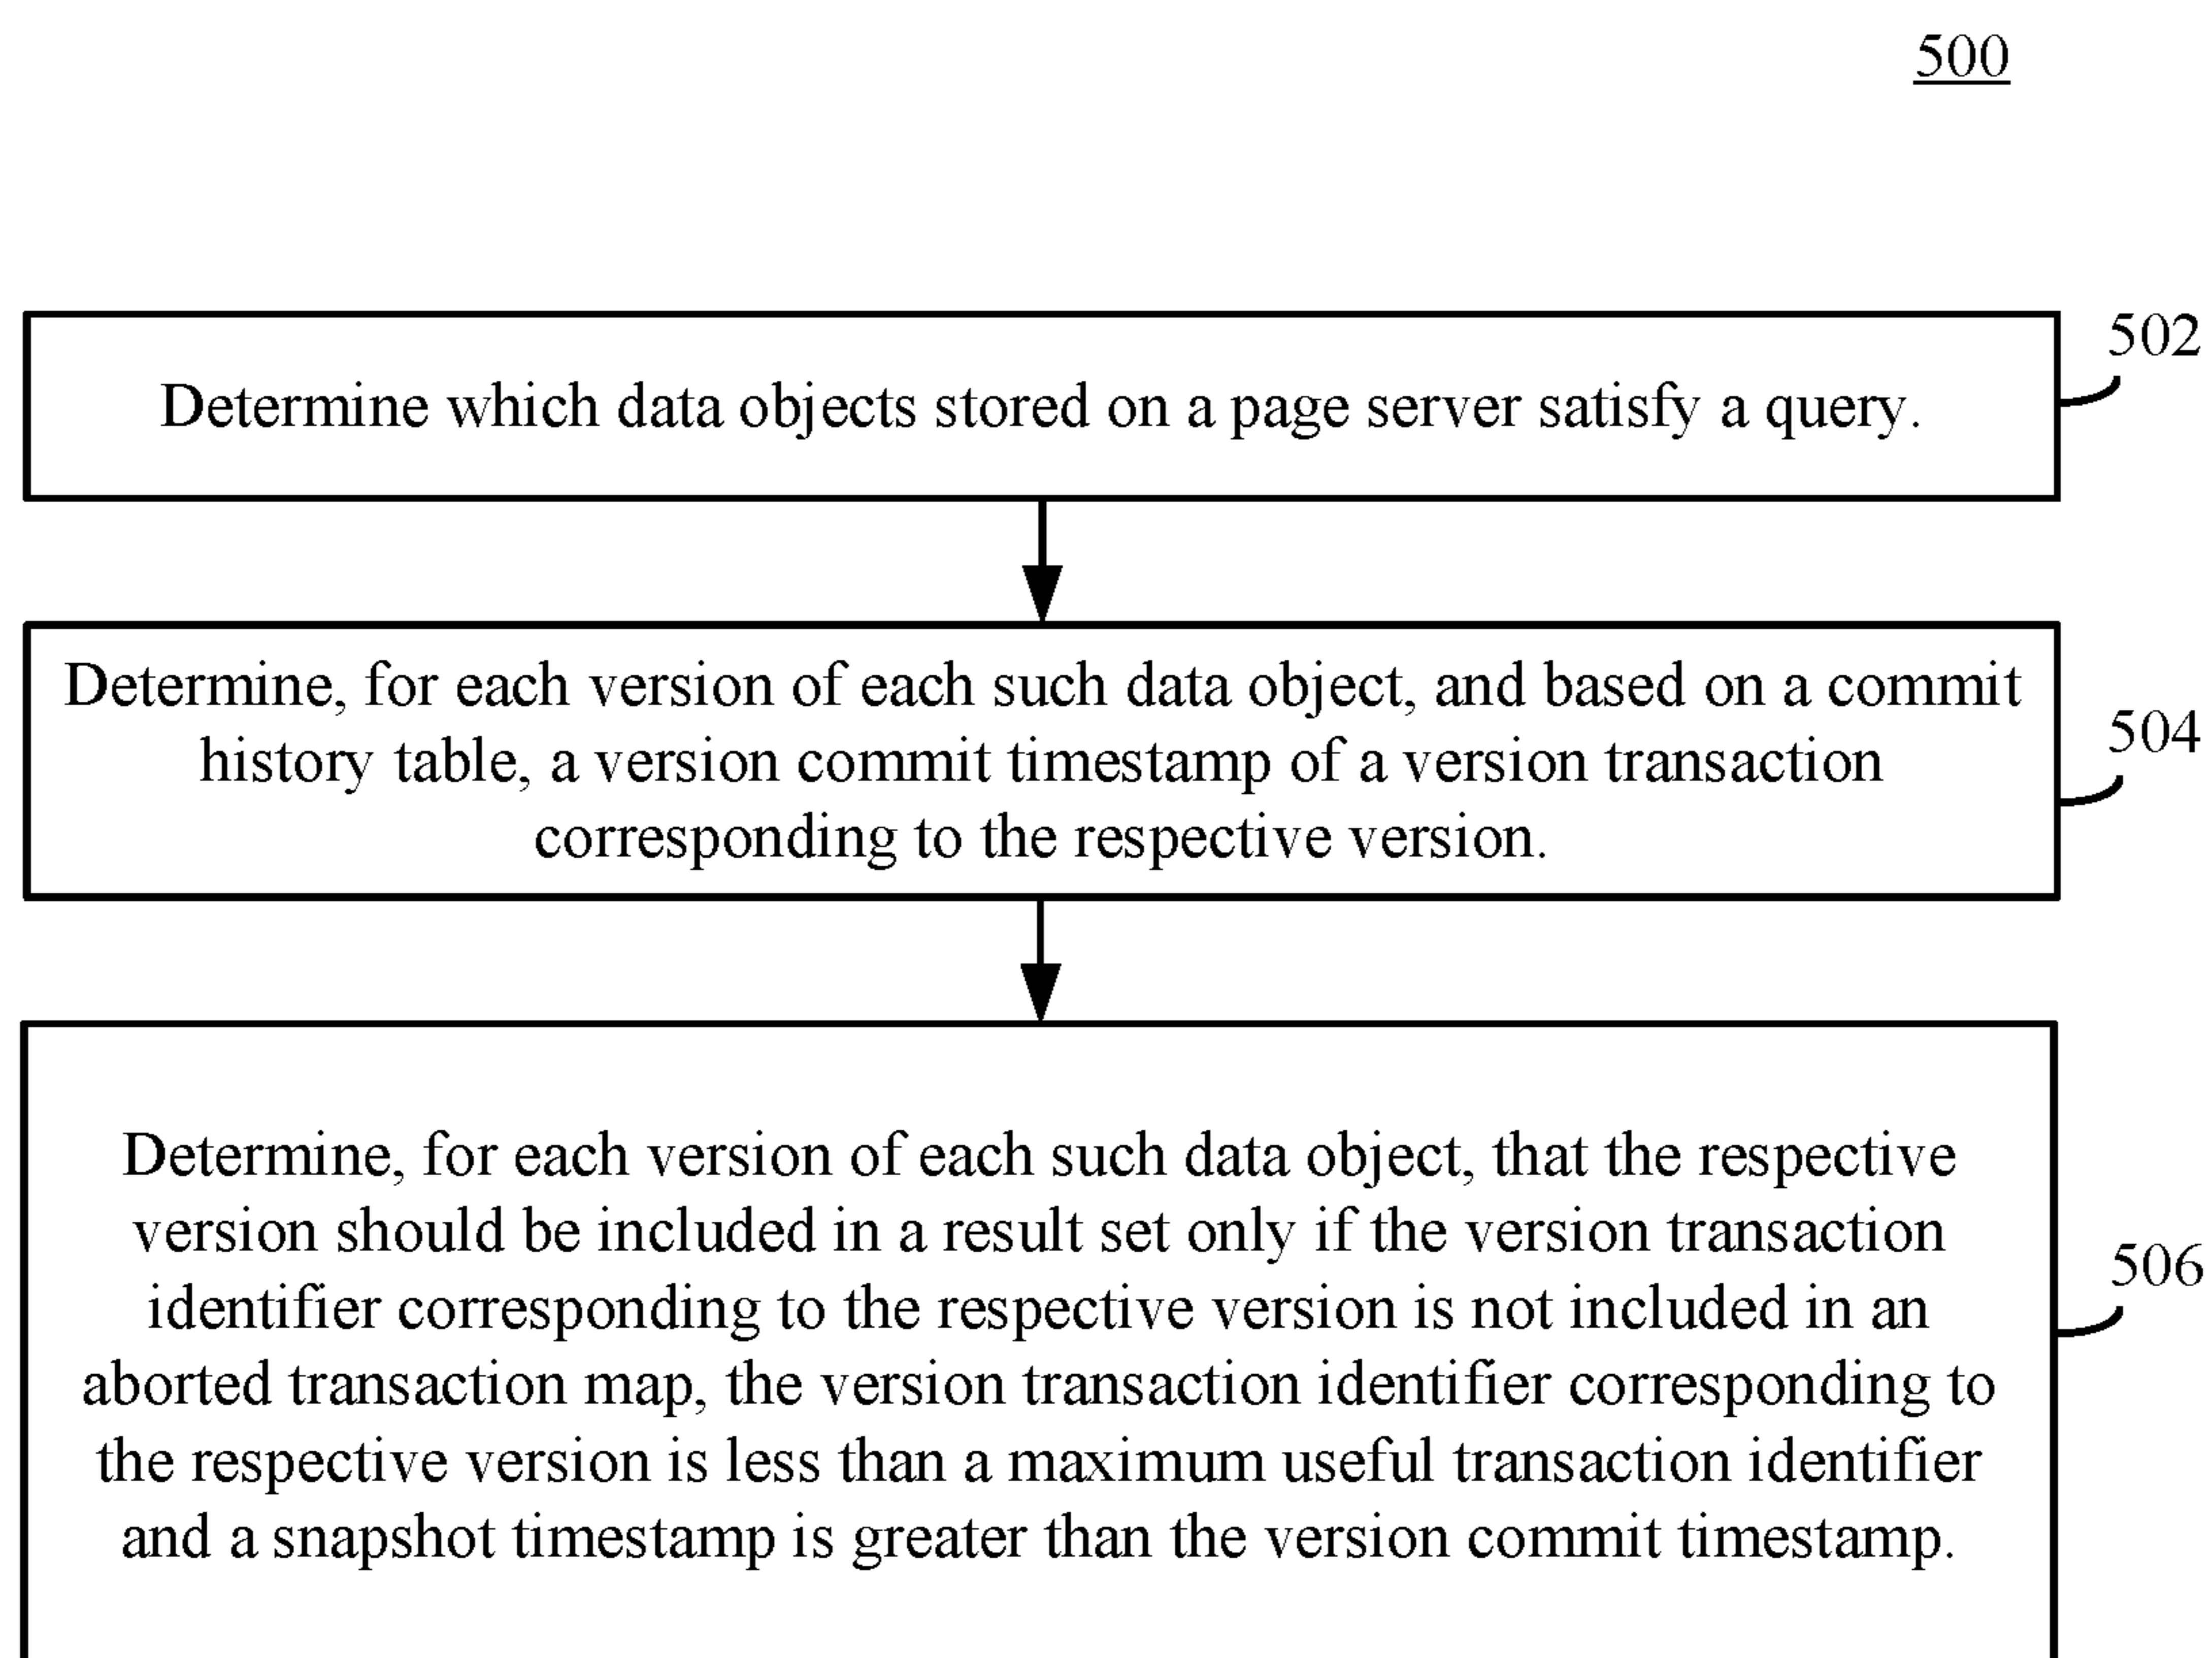 500
502
Determine which data objects stored on a page server satisfy a query.
Determine, for each version of each such data object, and based on a commit
history table, a version commit timestamp of a version transaction
corresponding to the respective version.
504
Determine, for each version of each such data object, that the respective
version should be included in a result set only if the version transaction
identifier corresponding to the respective version is not included in an
aborted transaction map, the version transaction identifier corresponding to
the respective version is less than a maximum useful transaction identifier
and a snapshot timestamp is greater than the version commit timestamp.
506